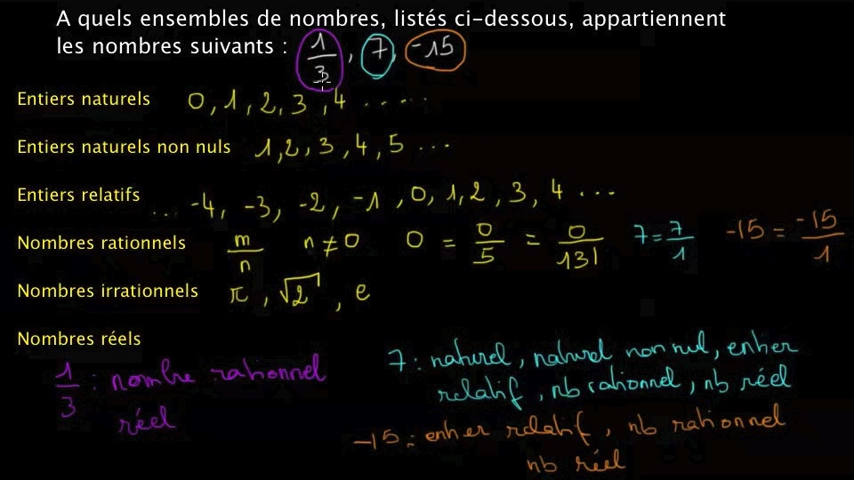 A quels ensembles de nombres, listés ci-dessous, appartiennent
les nombres suivants : 1/3, 7, -15
Entiers naturels 0, 1, 2, 3, 4 .....
Entiers naturels non nuls 1, 2, 3, 4, 5 ...
Entiers relatifs ... -4, -3, -2, -1, 0, 1, 2, 3, 4 ...
Nombres rationnels m/n n ≠ 0 0 = 0/5 = 0/131 7 = 7/1 -15 = -15/1
Nombres irrationnels π, √2, e
Nombres réels
1/3 : nombre rationnel
réel
7 : naturel, naturel non nul, entier
relatif, nb rationnel, nb réel
-15 : entier relatif, nb rationnel
nb réel